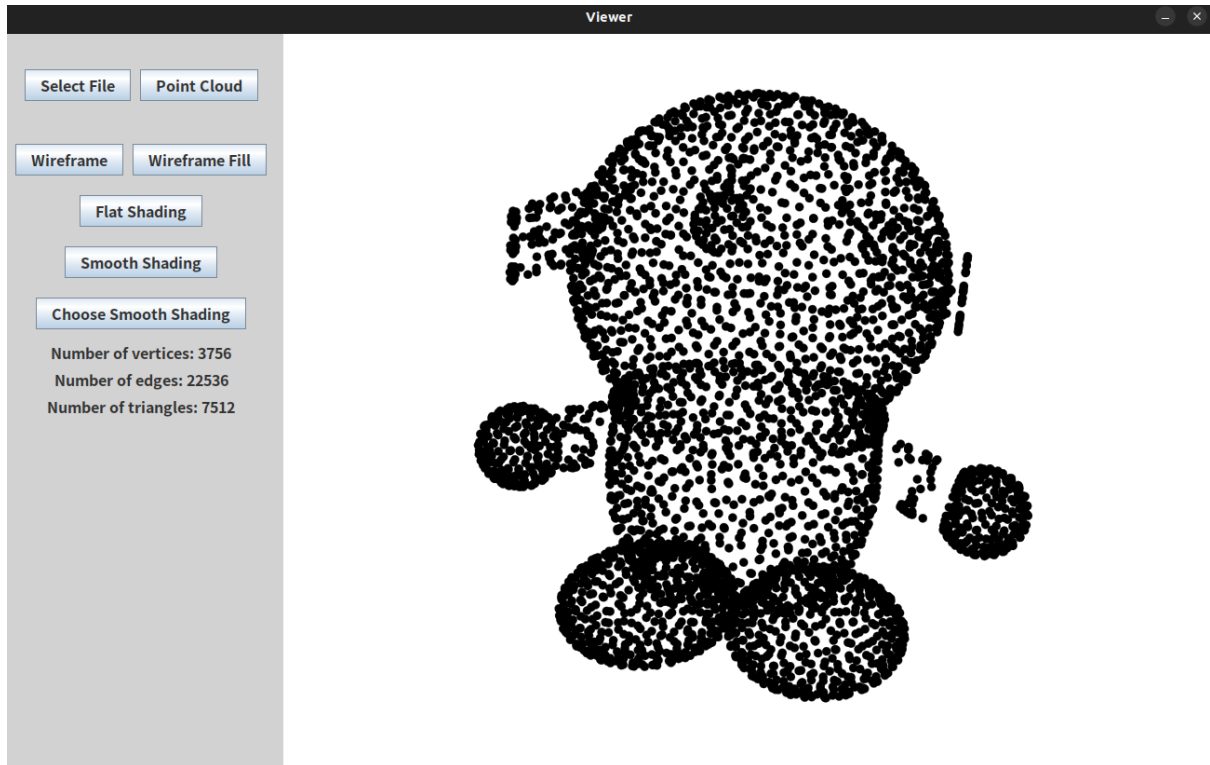 Viewer
Select File
Point Cloud
Wireframe
Wireframe Fill
Flat Shading
Smooth Shading
Choose Smooth Shading
Number of vertices: 3756
Number of edges: 22536
Number of triangles: 7512